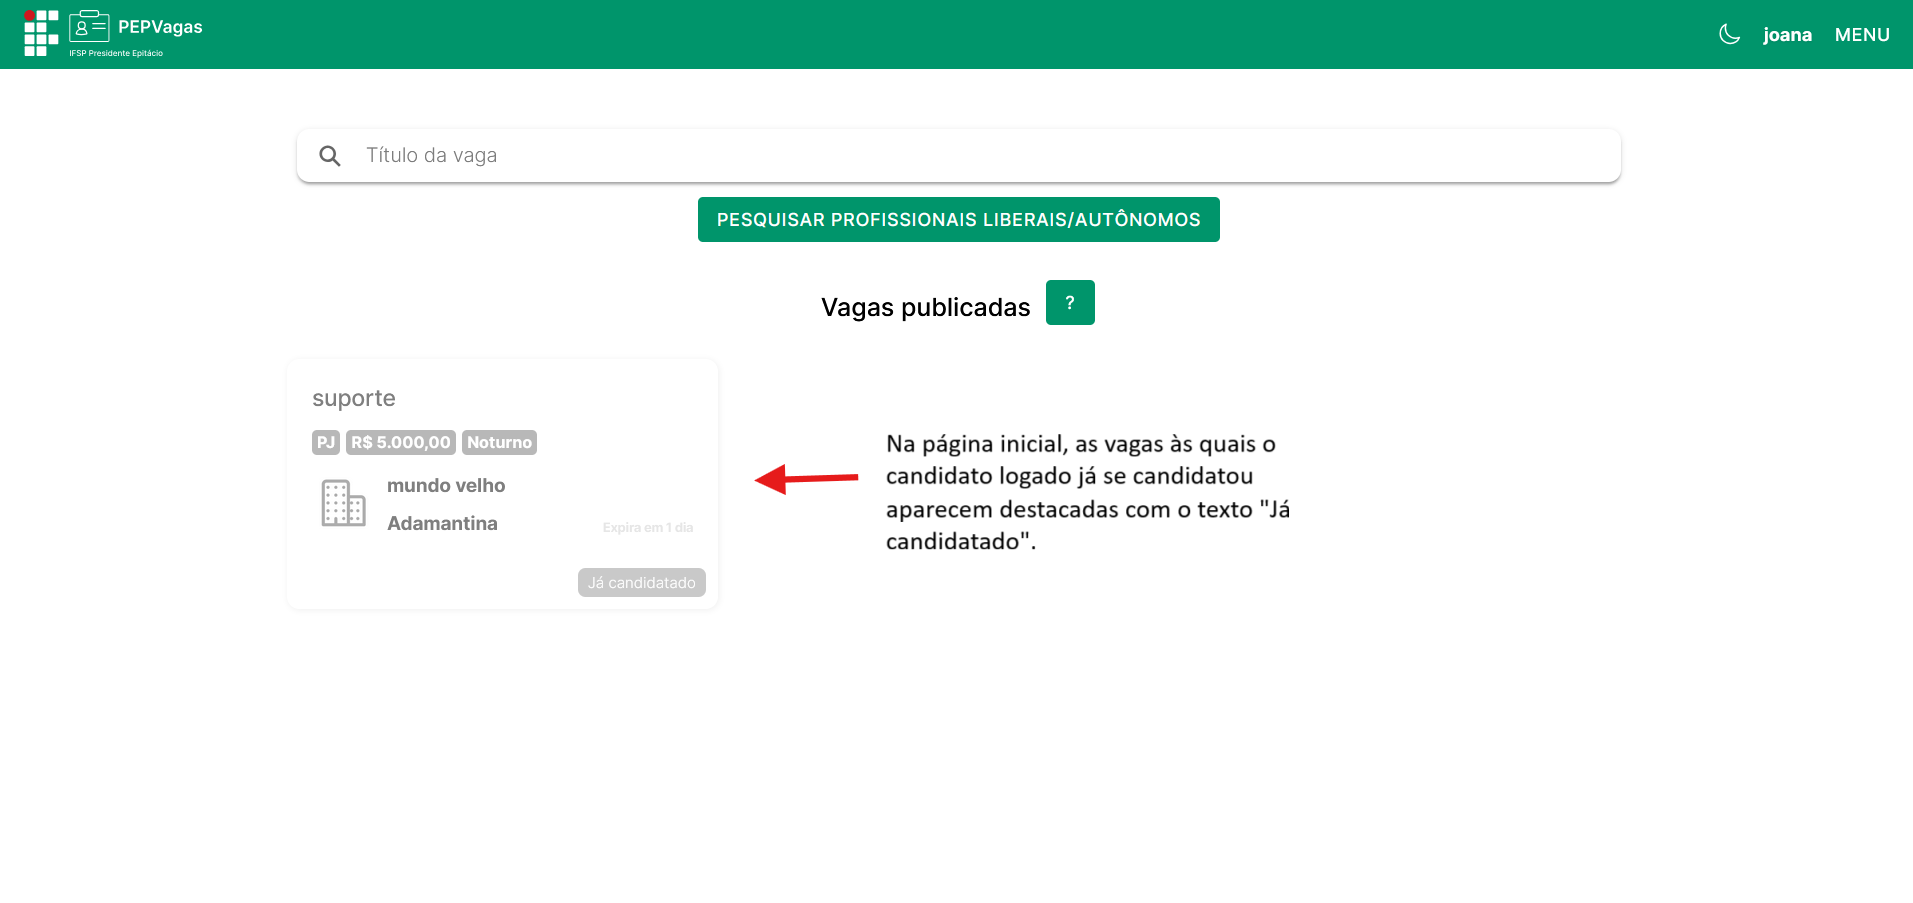 PEPVagas
IFSP Presidente Epitácio
joana MENU
Título da vaga
PESQUISAR PROFISSIONAIS LIBERAIS/AUTÔNOMOS
Vagas publicadas ?
suporte
PJ R$ 5.000,00 Noturno
mundo velho
Adamantina
Expira em 1 dia
Já candidatado
Na página inicial, as vagas às quais o
candidato logado já se candidatou
aparecem destacadas com o texto "Já
candidatado".